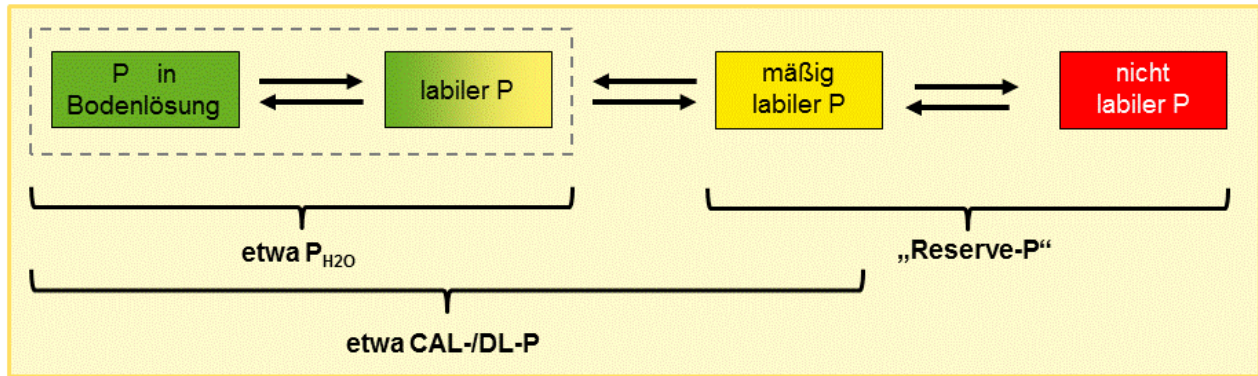 P in
Bodenlösung
labiler P
mäßig
labiler P
nicht
labiler P
etwa P_H2O
„Reserve-P“
etwa CAL-/DL-P